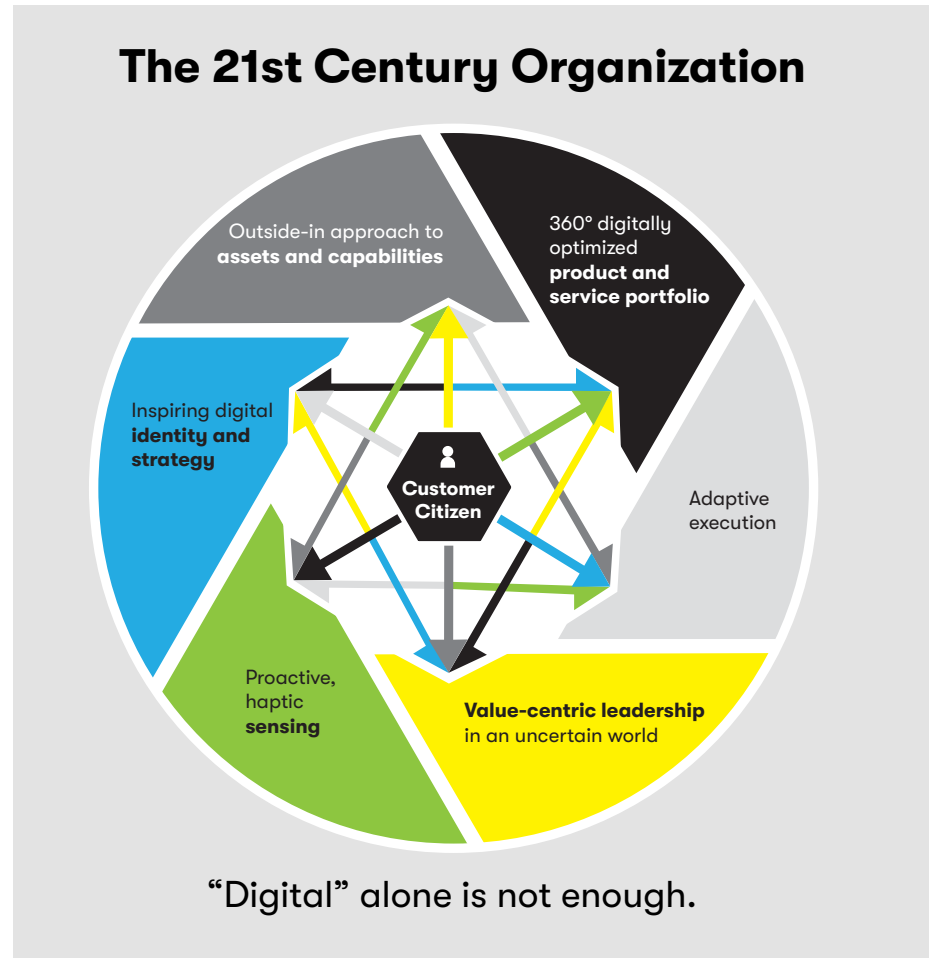 The 21st Century Organization
Outside-in approach to
assets and capabilities
360° digitally
optimized
product and
service portfolio
Inspiring digital
identity and
strategy
Customer
Citizen
Adaptive
execution
Proactive,
haptic
sensing
Value-centric leadership
in an uncertain world
“Digital” alone is not enough.